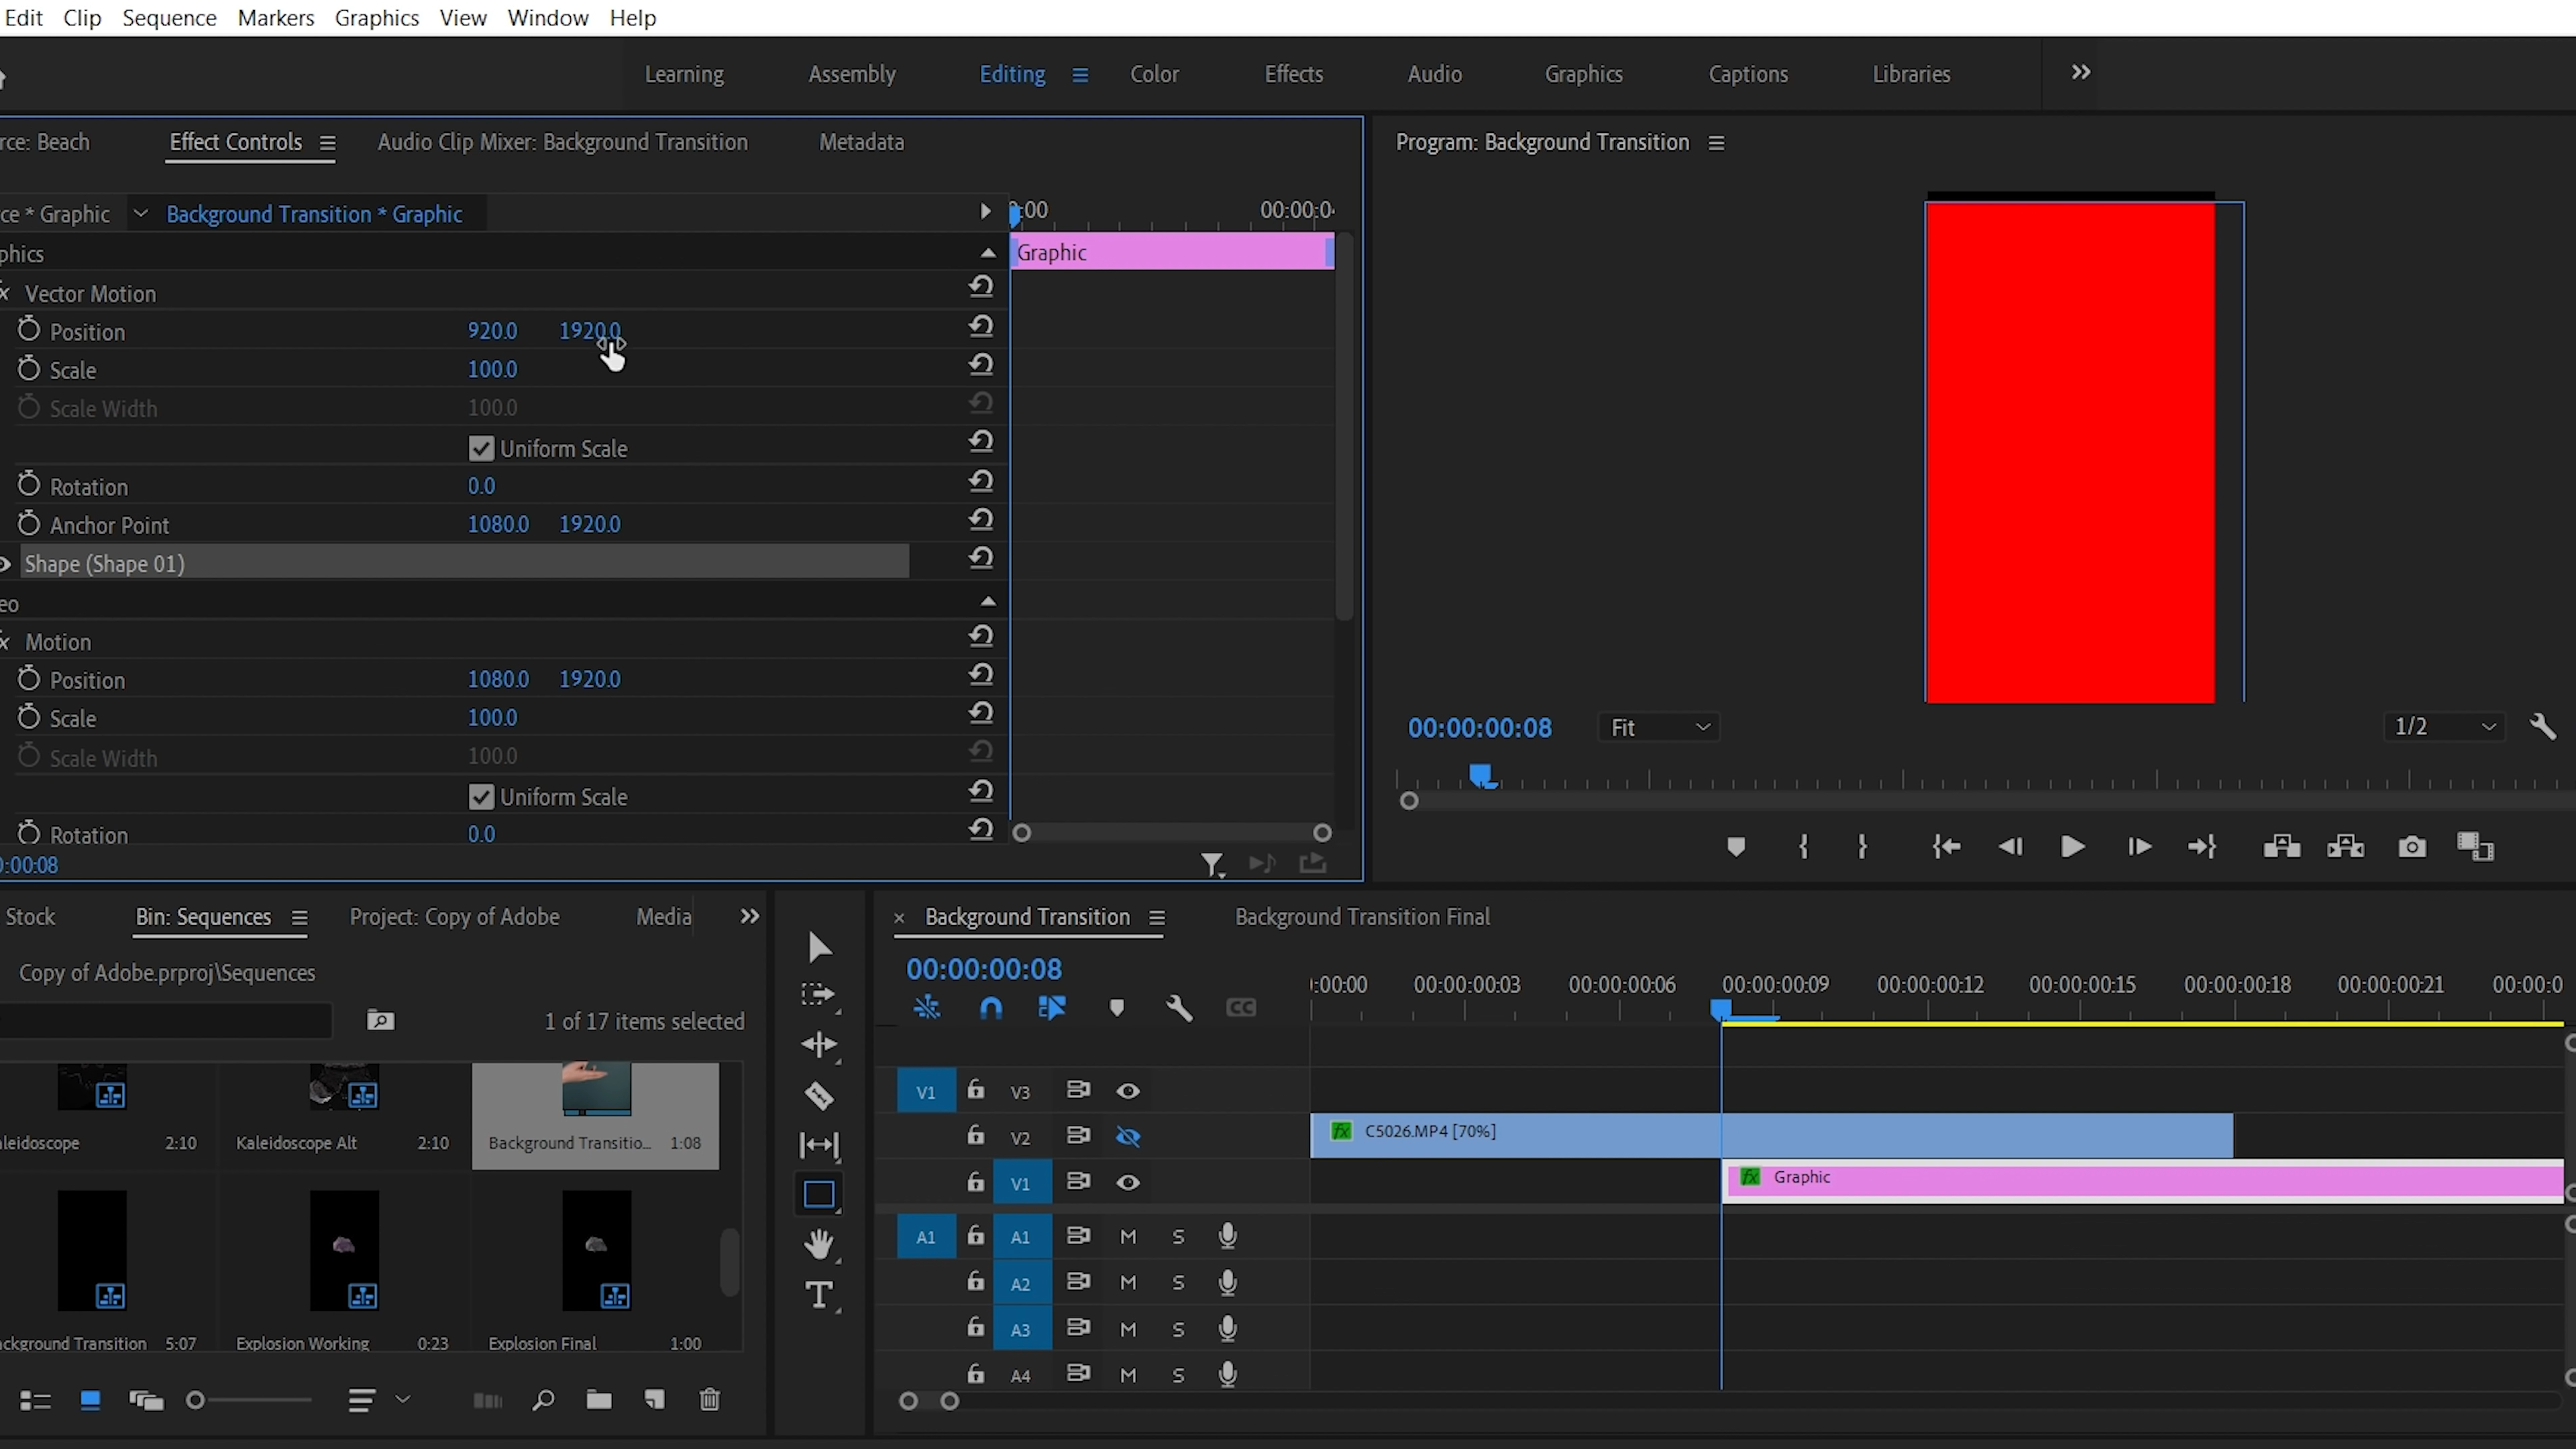 Edit Clip Sequence Markers Graphics View Window Help
Learning Assembly Editing Color Effects Audio Graphics Captions Libraries
rce: Beach Effect Controls Audio Clip Mixer: Background Transition Metadata
Program: Background Transition
ce * Graphic Background Transition * Graphic
:00 00:00:0
phics
Graphic
Vector Motion
Position 920.0 1920.0
Scale 100.0
Scale Width 100.0
Uniform Scale
Rotation 0.0
Anchor Point 1080.0 1920.0
Shape (Shape 01)
eo
Motion
Position 1080.0 1920.0
Scale 100.0
Scale Width 100.0
Uniform Scale
Rotation 0.0
0:00:08
00:00:00:08 Fit 1/2
Stock Bin: Sequences Project: Copy of Adobe Media
Copy of Adobe.prproj\Sequences
1 of 17 items selected
aleidoscope 2:10 Kaleidoscope Alt 2:10 Background Transitio... 1:08
ackground Transition 5:07 Explosion Working 0:23 Explosion Final 1:00
T
× Background Transition Background Transition Final
00:00:00:08
:00:00 00:00:00:03 00:00:00:06 00:00:00:09 00:00:00:12 00:00:00:15 00:00:00:18 00:00:00:21 00:00:0
CC
V1 V3
V2 fx C5026.MP4 [70%]
V1 fx Graphic
A1 A1 M S
A2 M S
A3 M S
A4 M S